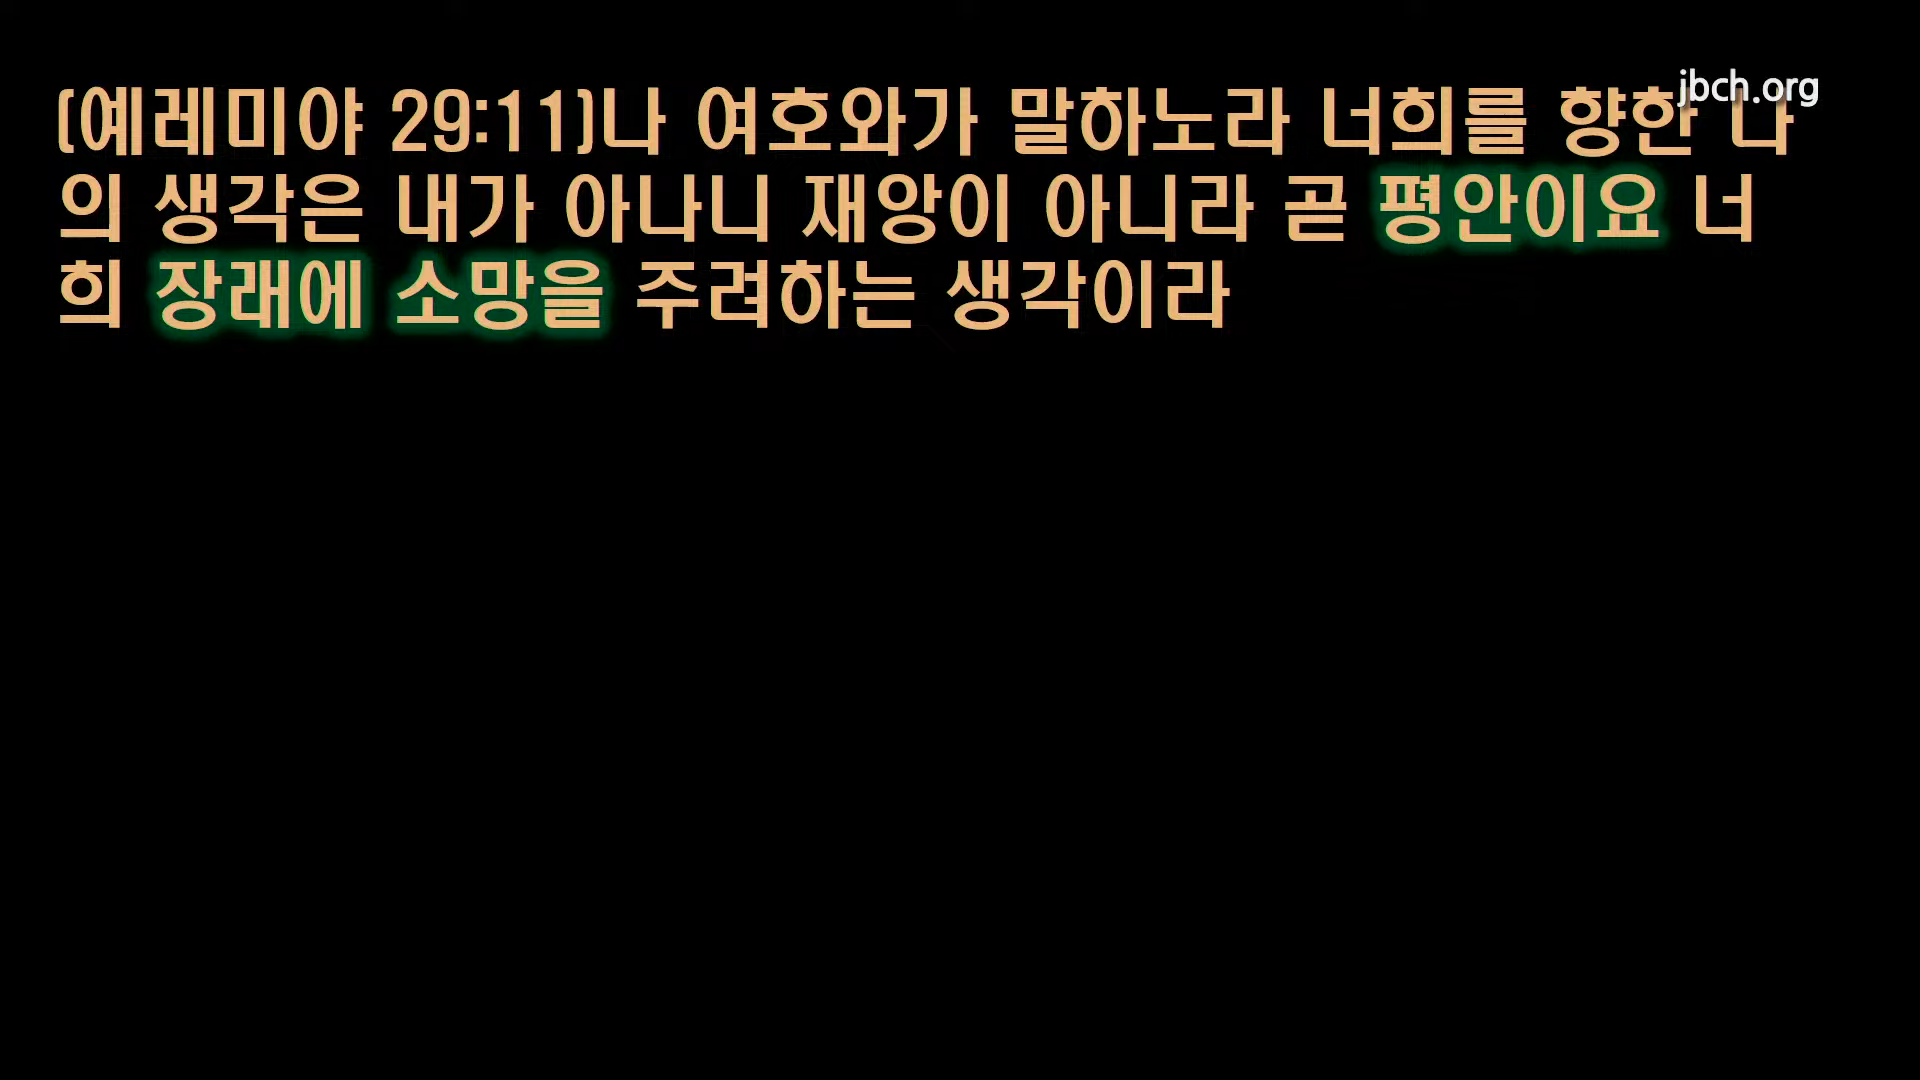 jbch.org
(예레미야 29:11)나 여호와가 말하노라 너희를 향한 나
의 생각은 내가 아나니 재앙이 아니라 곧 평안이요 너
희 장래에 소망을 주려하는 생각이라